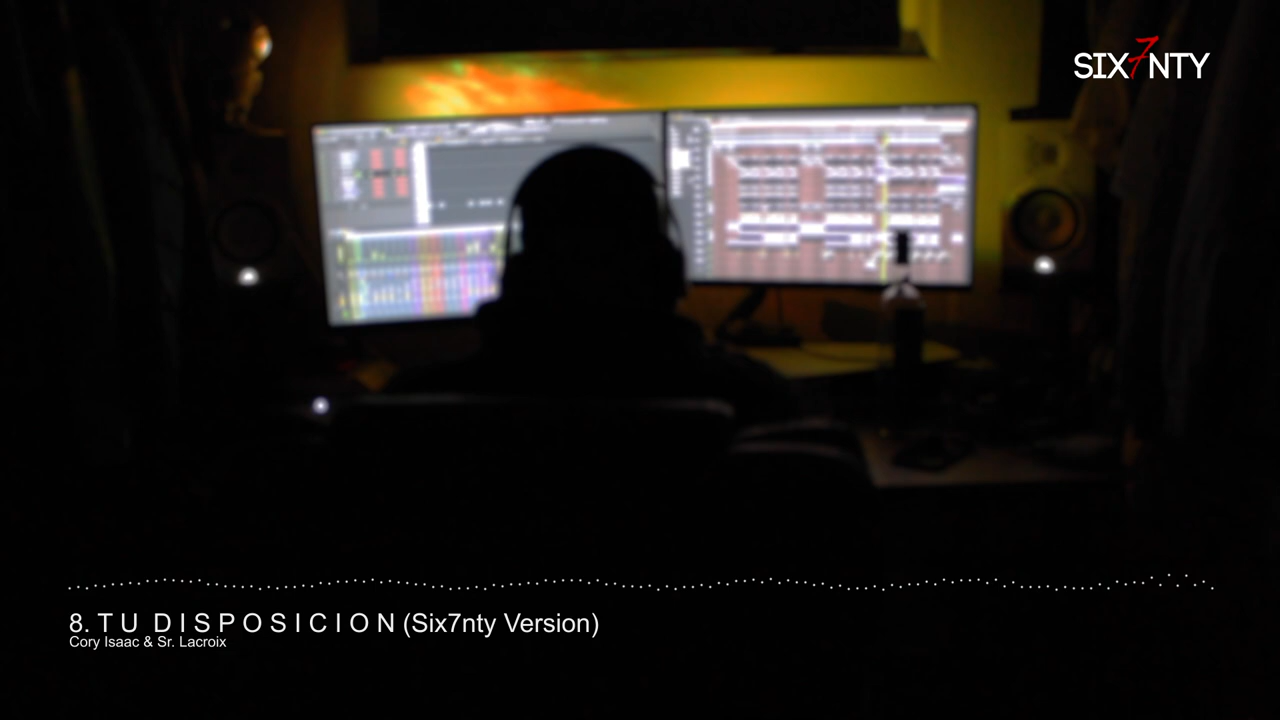 SIX7NTY
8. T U D I S P O S I C I O N (Six7nty Version)
Cory Isaac & Sr. Lacroix